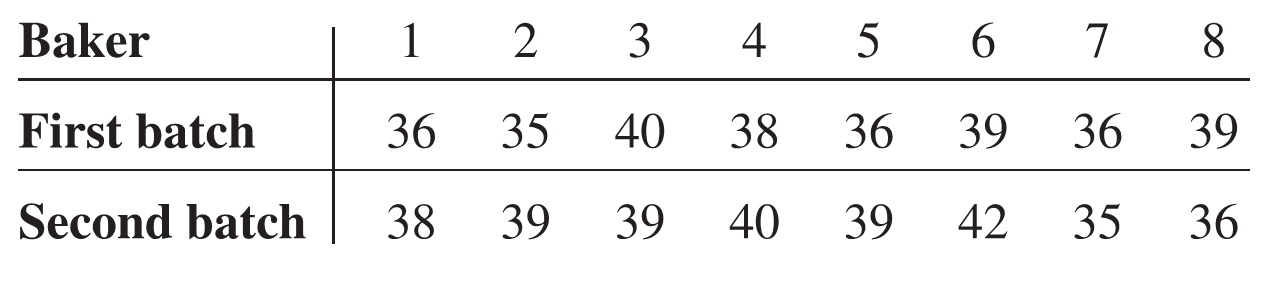 Baker 1 2 3 4 5 6 7 8
First batch 36 35 40 38 36 39 36 39
Second batch 38 39 39 40 39 42 35 36